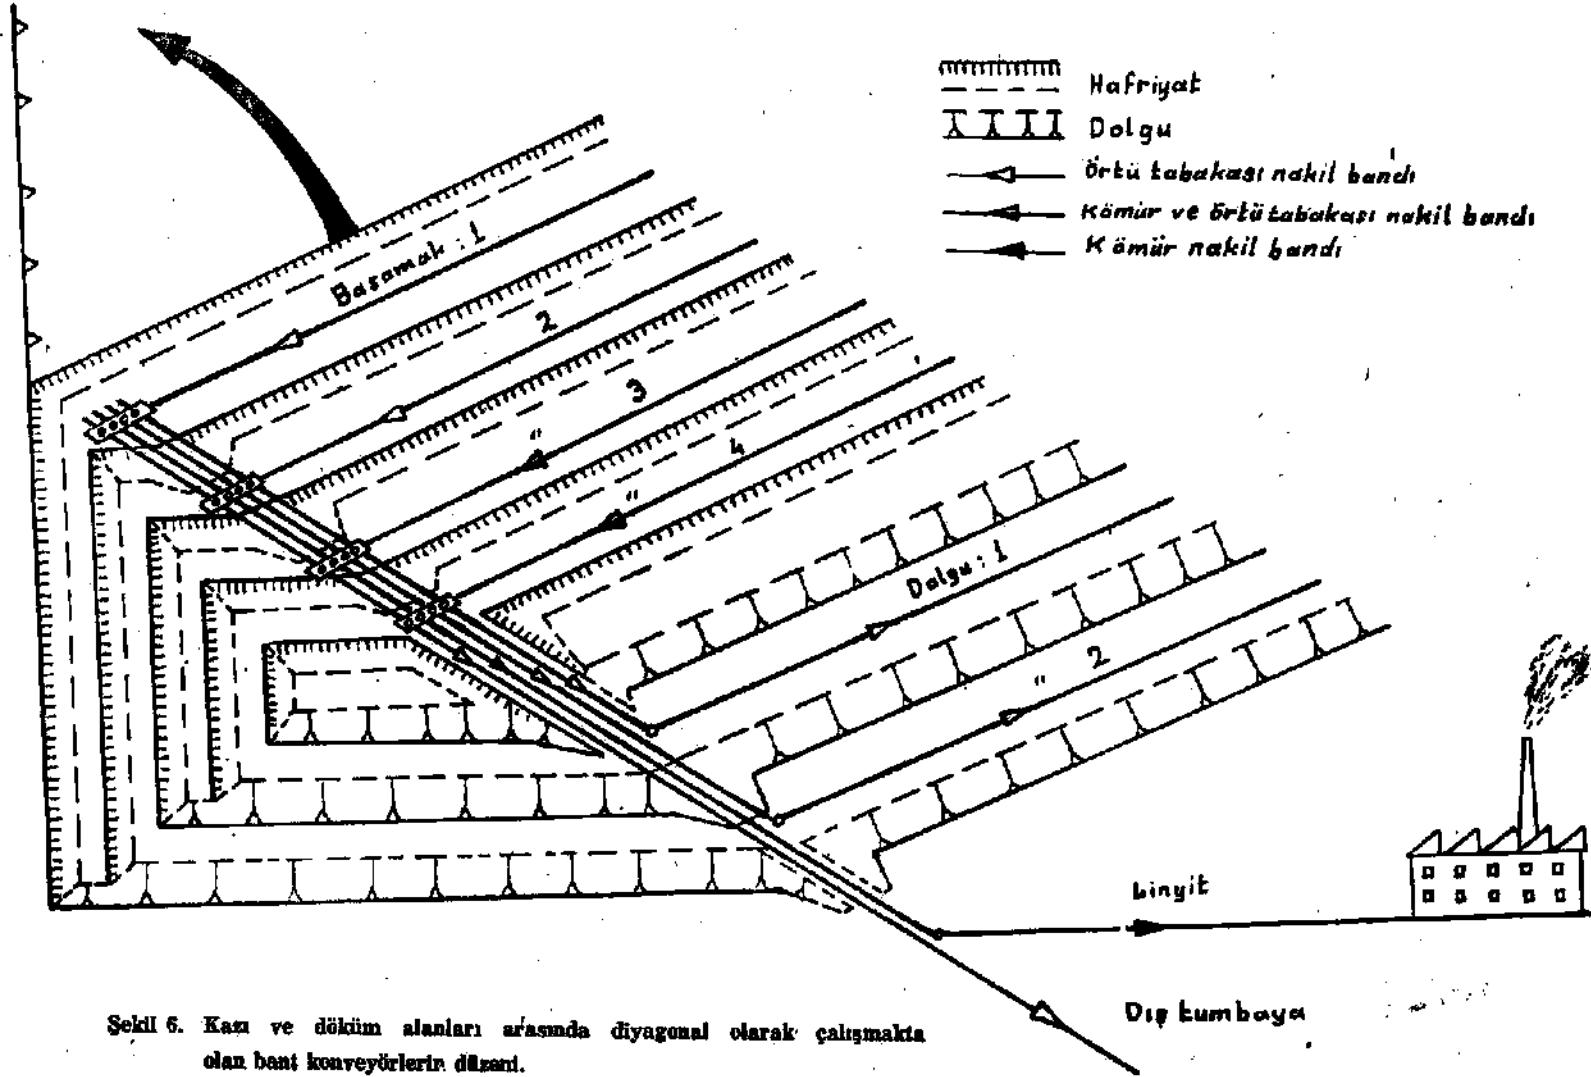 Hafriyat
Dolgu
Örtü tabakası nakil bandı
Kömür ve örtü tabakası nakil bandı
Kömür nakil bandı
Başamak : 1
2
3
"
4
"
Dolgu : 1
" 2
Linyit
Dış tumbaya
Şekil 6. Kazı ve döküm alanları arasında diyagonal olarak çalışmakta
olan bant konveyörlerin düzeni.